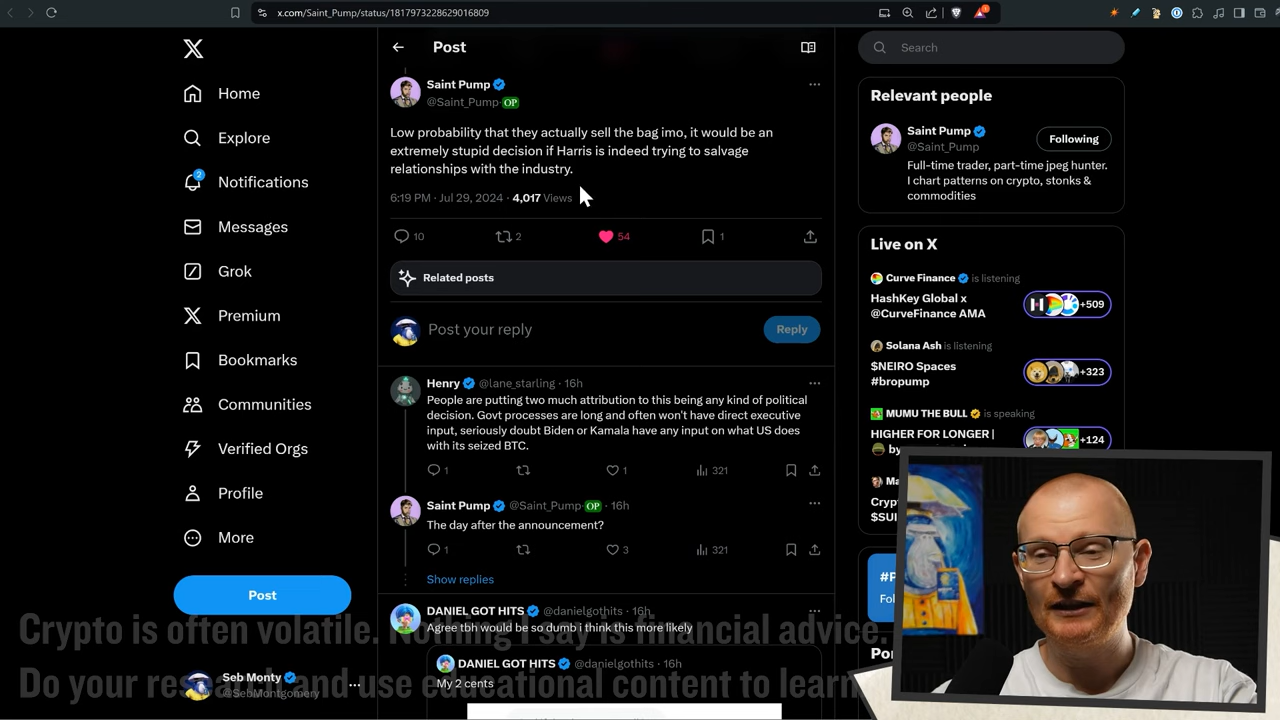 x.com/Saint_Pump/status/1817973228629016809
Home
Explore
2
Notifications
Messages
Grok
Premium
Bookmarks
Communities
Verified Orgs
Profile
More
Post
Seb Monty
@SebMontgomery
Post
Saint Pump
@Saint_Pump OP
Low probability that they actually sell the bag imo, it would be an
extremely stupid decision if Harris is indeed trying to salvage
relationships with the industry.
6:19 PM · Jul 29, 2024 · 4,017 Views
10
2
54
1
Related posts
Post your reply
Reply
Henry @lane_starling · 16h
People are putting two much attribution to this being any kind of political
decision. Govt processes are long and often won't have direct executive
input, seriously doubt Biden or Kamala have any input on what US does
with its seized BTC.
1
1
321
Saint Pump @Saint_Pump OP · 16h
The day after the announcement?
1
3
321
Show replies
DANIEL GOT HITS @danielgothits · 16h
Agree tbh would be so dumb i think this more likely
DANIEL GOT HITS @danielgothits · 16h
My 2 cents
Search
Relevant people
Saint Pump
@Saint_Pump
Following
Full-time trader, part-time jpeg hunter.
I chart patterns on crypto, stonks &
commodities
Live on X
Curve Finance is listening
HashKey Global x
@CurveFinance AMA
+509
Solana Ash is listening
$NEIRO Spaces
#bropump
+323
MUMU THE BULL is speaking
HIGHER FOR LONGER |
by
+124
Crypto is often volatile. Nothing I say is financial advice.
Do your research and use educational content to learn